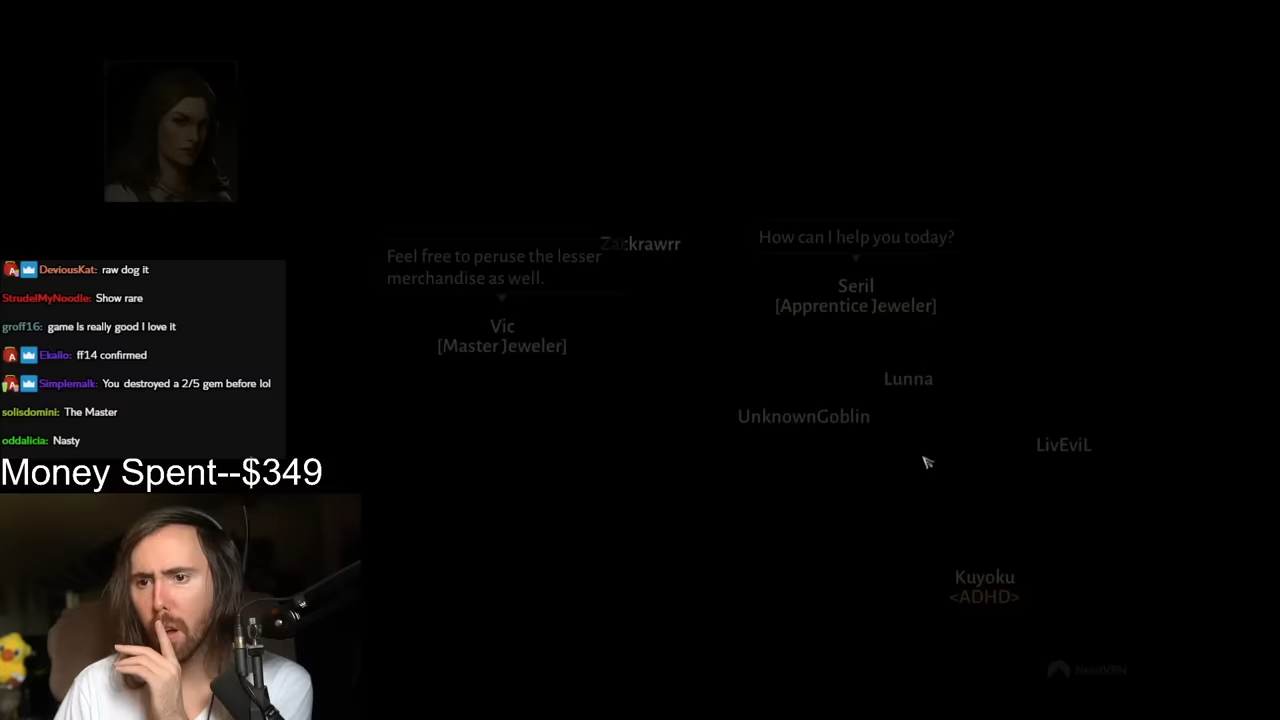 Zackrawrr
How can I help you today?
Feel free to peruse the lesser
merchandise as well.
Seril
[Apprentice Jeweler]
Vic
[Master Jeweler]
Lunna
UnknownGoblin
LivEviL
Kuyoku
<ADHD>
NordVPN
DeviousKat: raw dog it
StrudelMyNoodle: Show rare
groff16: game Is really good I love it
Ekallo: ff14 confirmed
Simplemalk: You destroyed a 2/5 gem before lol
solisdomini: The Master
oddalicia: Nasty
Money Spent--$349